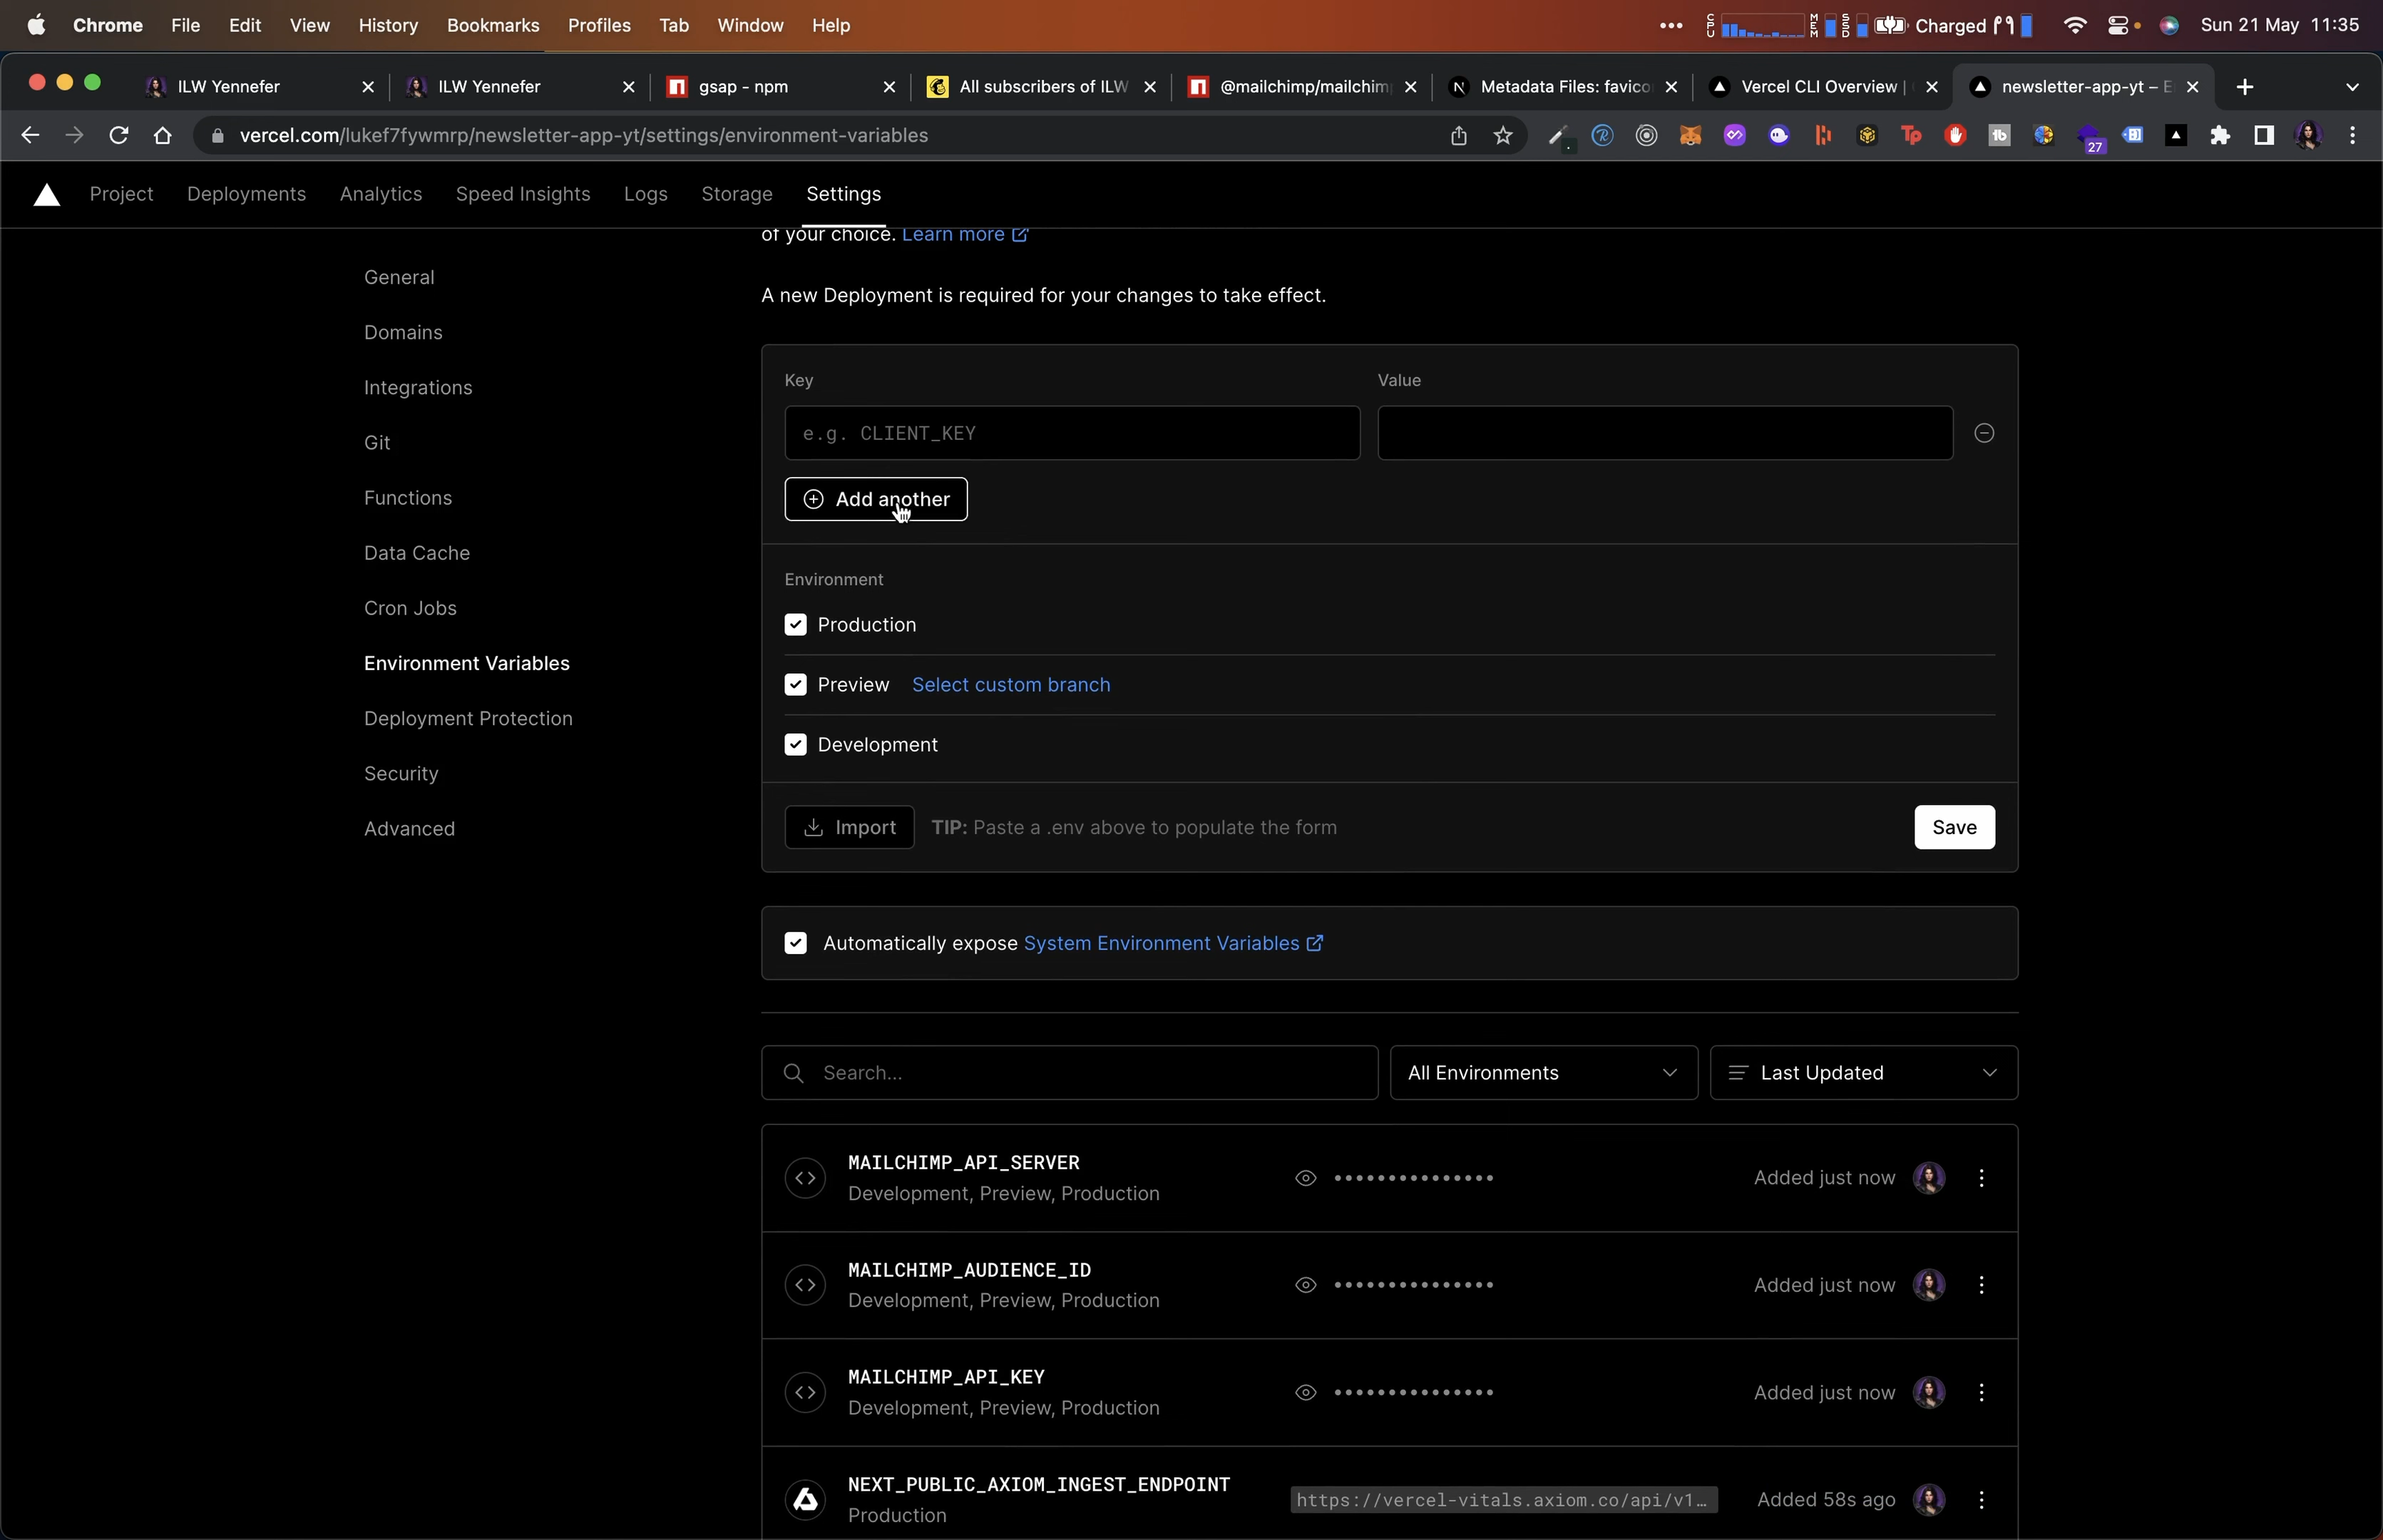 Chrome File Edit View History Bookmarks Profiles Tab Window Help CPU MEM SSD Charged Sun 21 May 11:35
ILW Yennefer ILW Yennefer gsap - npm All subscribers of ILW @mailchimp/mailchim Metadata Files: favico Vercel CLI Overview | newsletter-app-yt – E
vercel.com/lukef7fywmrp/newsletter-app-yt/settings/environment-variables 27
Project Deployments Analytics Speed Insights Logs Storage Settings
of your choice. Learn more
General
A new Deployment is required for your changes to take effect.
Domains
Integrations
Git
Functions
Data Cache
Cron Jobs
Environment Variables
Deployment Protection
Security
Advanced
Key Value
e.g. CLIENT_KEY
Add another
Environment
Production
Preview Select custom branch
Development
Import TIP: Paste a .env above to populate the form Save
Automatically expose System Environment Variables
Search... All Environments Last Updated
MAILCHIMP_API_SERVER
Development, Preview, Production
Added just now
MAILCHIMP_AUDIENCE_ID
Development, Preview, Production
Added just now
MAILCHIMP_API_KEY
Development, Preview, Production
Added just now
NEXT_PUBLIC_AXIOM_INGEST_ENDPOINT
Production
https://vercel-vitals.axiom.co/api/v1…
Added 58s ago